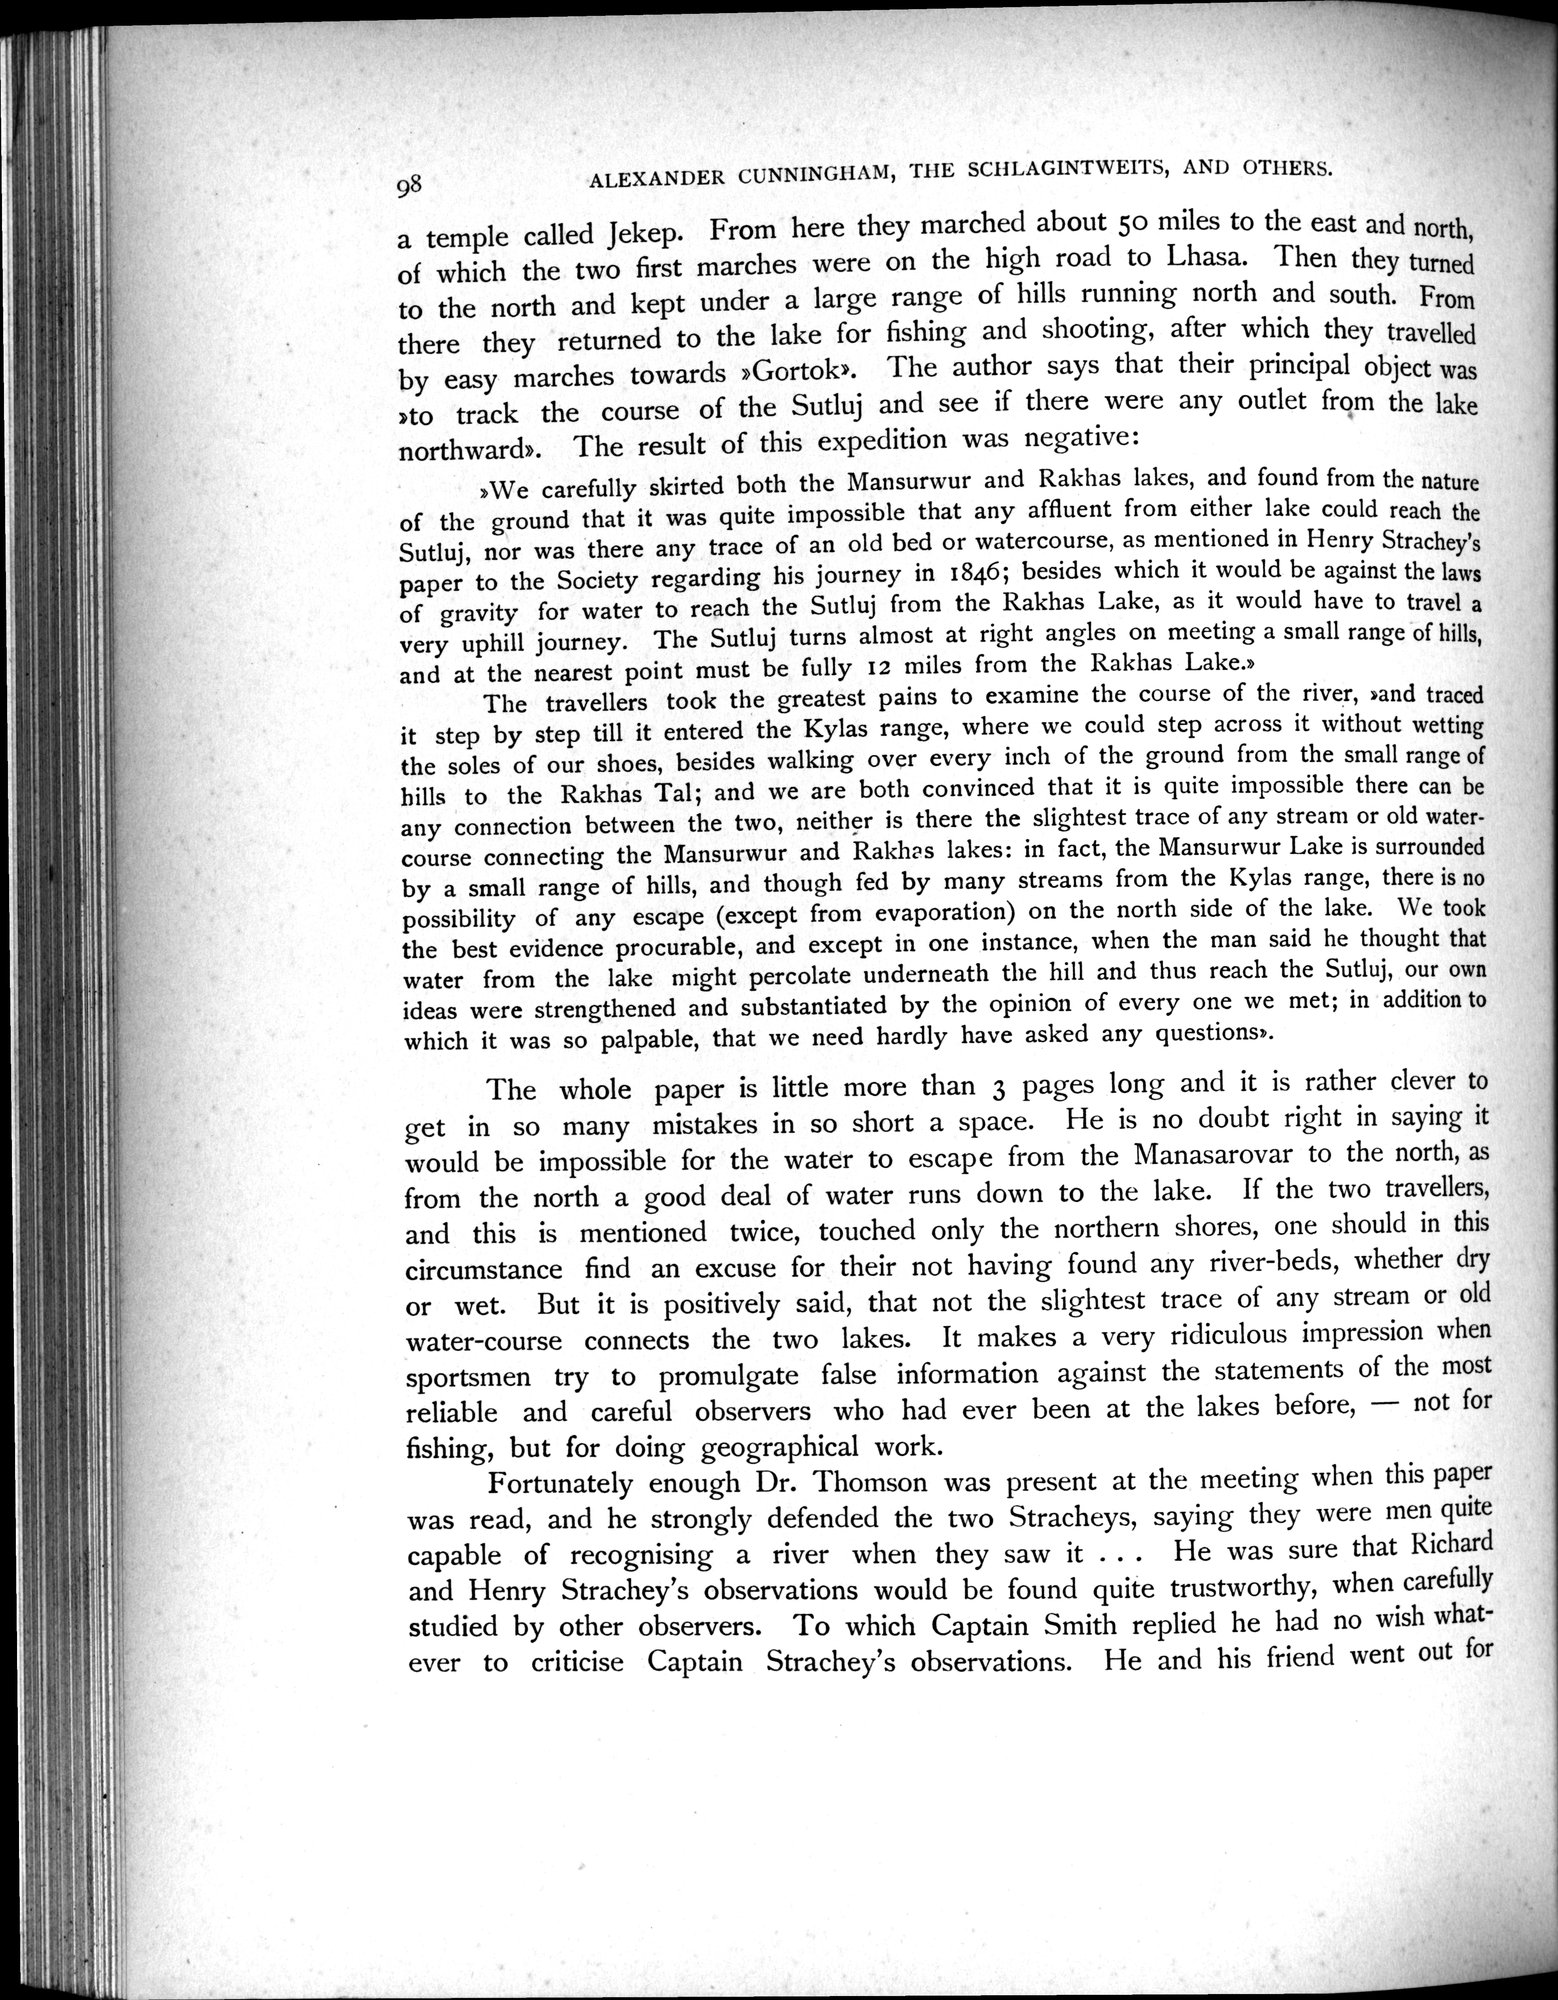 98 ALEXANDER CUNNINGHAM, THE SCHLAGINTWEITS, AND OTHERS.
a temple called Jekep. From here they marched about 50 miles to the east and north,
of which the two first marches were on the high road to Lhasa. Then they turned
to the north and kept under a large range of hills running north and south. From
there they returned to the lake for fishing and shooting, after which they travelled
by easy marches towards »Gortok». The author says that their principal object was
»to track the course of the Sutluj and see if there were any outlet from the lake
northward». The result of this expedition was negative:
»We carefully skirted both the Mansurwur and Rakhas lakes, and found from the nature
of the ground that it was quite impossible that any affluent from either lake could reach the
Sutluj, nor was there any trace of an old bed or watercourse, as mentioned in Henry Strachey's
paper to the Society regarding his journey in 1846; besides which it would be against the laws
of gravity for water to reach the Sutluj from the Rakhas Lake, as it would have to travel a
very uphill journey. The Sutluj turns almost at right angles on meeting a small range of hills,
and at the nearest point must be fully 12 miles from the Rakhas Lake.»
The travellers took the greatest pains to examine the course of the river, »and traced
it step by step till it entered the Kylas range, where we could step across it without wetting
the soles of our shoes, besides walking over every inch of the ground from the small range of
hills to the Rakhas Tal; and we are both convinced that it is quite impossible there can be
any connection between the two, neither is there the slightest trace of any stream or old water-
course connecting the Mansurwur and Rakhas lakes: in fact, the Mansurwur Lake is surrounded
by a small range of hills, and though fed by many streams from the Kylas range, there is no
possibility of any escape (except from evaporation) on the north side of the lake. We took
the best evidence procurable, and except in one instance, when the man said he thought that
water from the lake might percolate underneath the hill and thus reach the Sutluj, our own
ideas were strengthened and substantiated by the opinion of every one we met; in addition to
which it was so palpable, that we need hardly have asked any questions».
The whole paper is little more than 3 pages long and it is rather clever to
get in so many mistakes in so short a space. He is no doubt right in saying it
would be impossible for the water to escape from the Manasarovar to the north, as
from the north a good deal of water runs down to the lake. If the two travellers,
and this is mentioned twice, touched only the northern shores, one should in this
circumstance find an excuse for their not having found any river-beds, whether dry
or wet. But it is positively said, that not the slightest trace of any stream or old
water-course connects the two lakes. It makes a very ridiculous impression when
sportsmen try to promulgate false information against the statements of the most
reliable and careful observers who had ever been at the lakes before, — not for
fishing, but for doing geographical work.
Fortunately enough Dr. Thomson was present at the meeting when this paper
was read, and he strongly defended the two Stracheys, saying they were men quite
capable of recognising a river when they saw it . . . He was sure that Richard
and Henry Strachey's observations would be found quite trustworthy, when carefully
studied by other observers. To which Captain Smith replied he had no wish what-
ever to criticise Captain Strachey's observations. He and his friend went out for